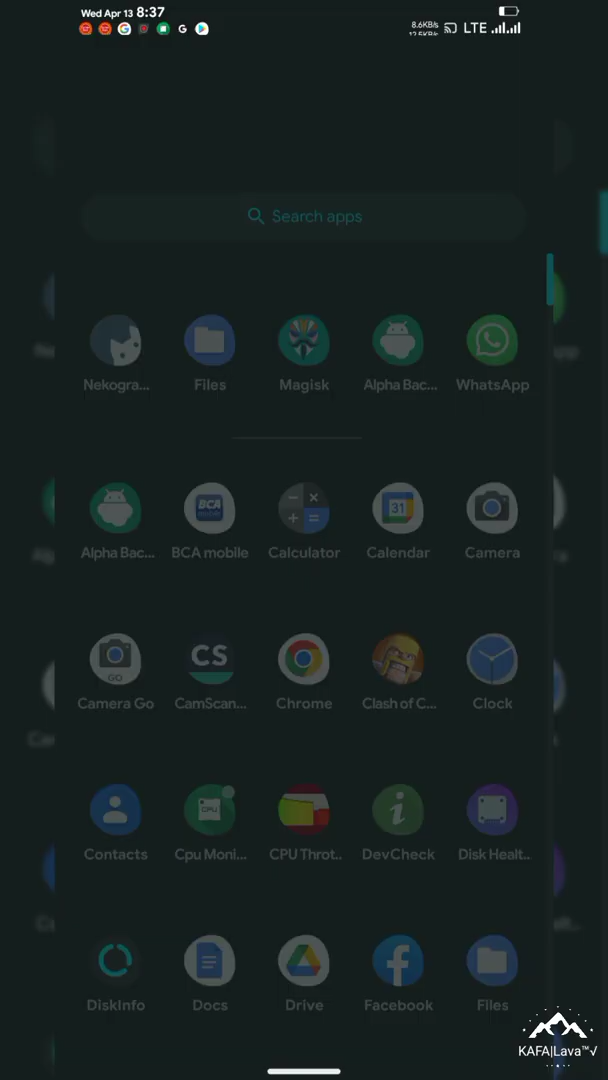 Wed Apr 13 8:37
8.6KB/s
12.5KB/s
LTE
Search apps
Nekogra... Files Magisk Alpha Bac... WhatsApp
Alpha Bac... BCA mobile Calculator Calendar Camera
Camera Go CamScan... Chrome Clash of C... Clock
Contacts Cpu Moni... CPU Throt.. DevCheck Disk Healt..
DiskInfo Docs Drive Facebook Files
KAFA|Lava™√